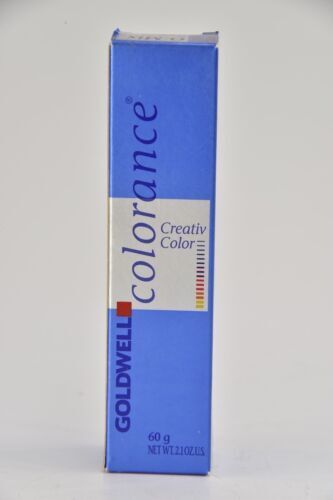 colorance®
Creativ
Color
GOLDWELL
60 g
NET WT. 2.1 OZ. U.S.